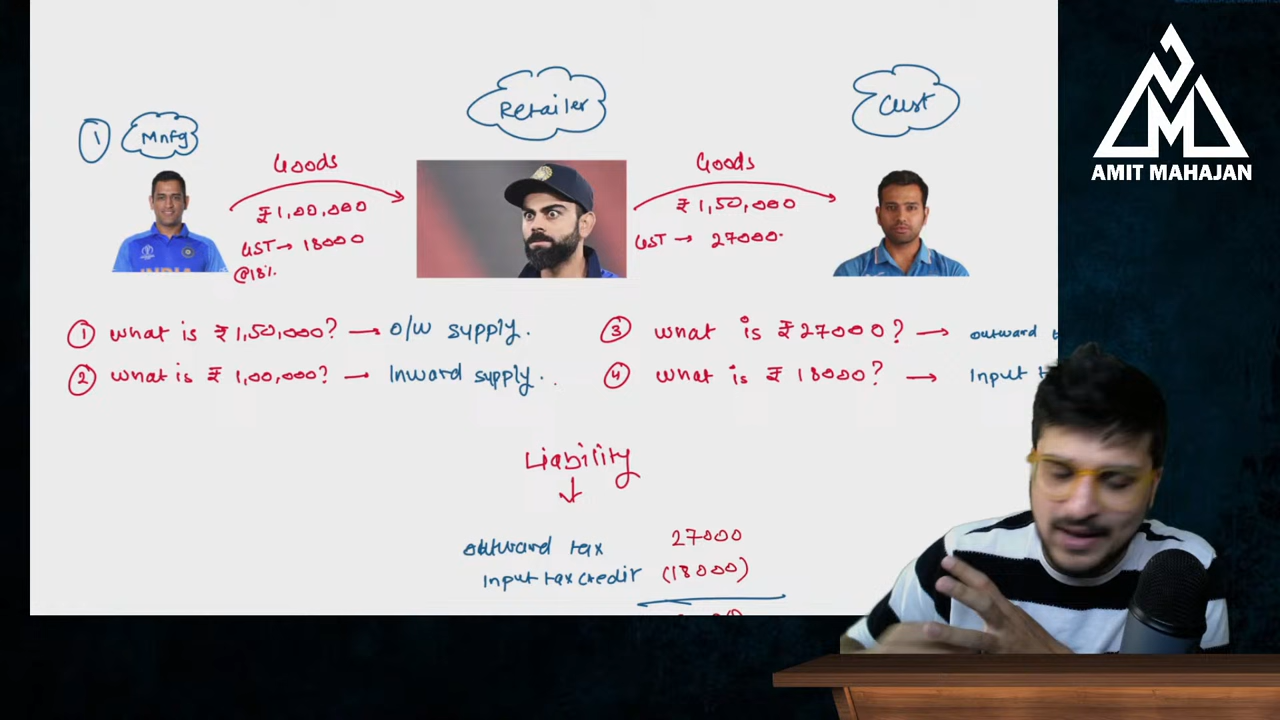 Retailer
Cust
1 Mnfg
Goods
₹1,00,000
GST → 18000
@18%
Goods
₹1,50,000
GST → 27000
INDIA
AMIT MAHAJAN
① what is ₹1,50,000? → O/W supply.
② what is ₹1,00,000? → Inward supply.
③ what is ₹27000? → outward
④ what is ₹18000? → Input
Liability
↓
outward tax 27000
Input tax credit (18000)